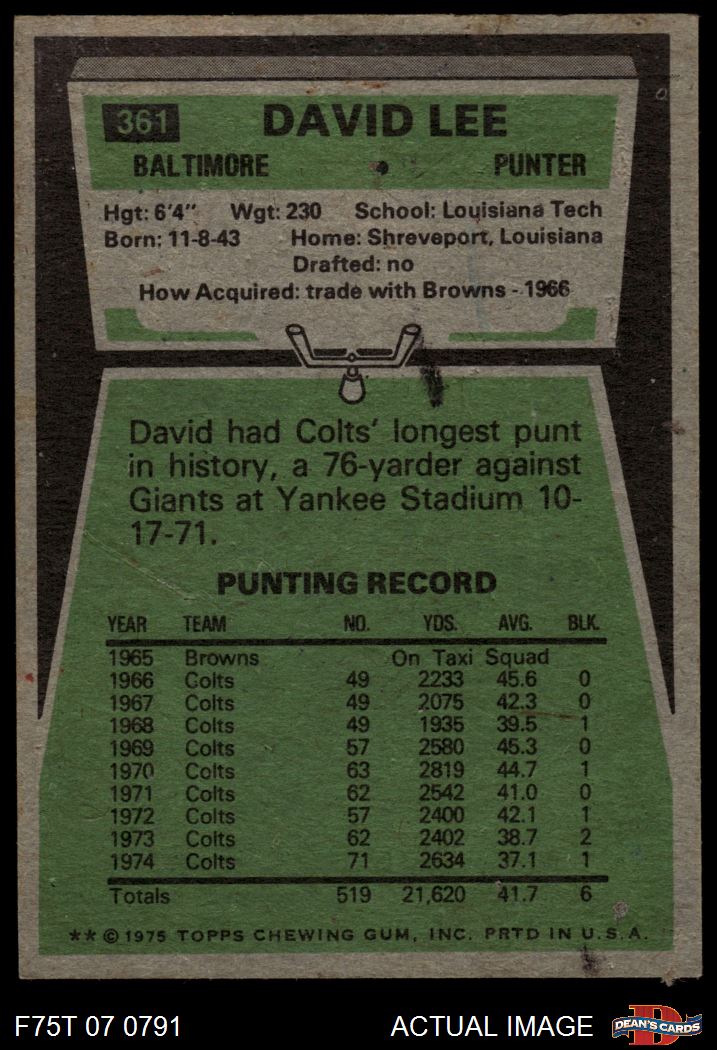 361 DAVID LEE
BALTIMORE • PUNTER
Hgt: 6'4" Wgt: 230 School: Louisiana Tech
Born: 11-8-43 Home: Shreveport, Louisiana
Drafted: no
How Acquired: trade with Browns - 1966
David had Colts' longest punt
in history, a 76-yarder against
Giants at Yankee Stadium 10-
17-71.
PUNTING RECORD
YEAR TEAM NO. YDS. AVG. BLK.
1965 Browns On Taxi Squad
1966 Colts 49 2233 45.6 0
1967 Colts 49 2075 42.3 0
1968 Colts 49 1935 39.5 1
1969 Colts 57 2580 45.3 0
1970 Colts 63 2819 44.7 1
1971 Colts 62 2542 41.0 0
1972 Colts 57 2400 42.1 1
1973 Colts 62 2402 38.7 2
1974 Colts 71 2634 37.1 1
Totals 519 21,620 41.7 6
** © 1975 TOPPS CHEWING GUM, INC. PRTD IN U.S.A.
F75T 07 0791 ACTUAL IMAGE D DEAN'S CARDS